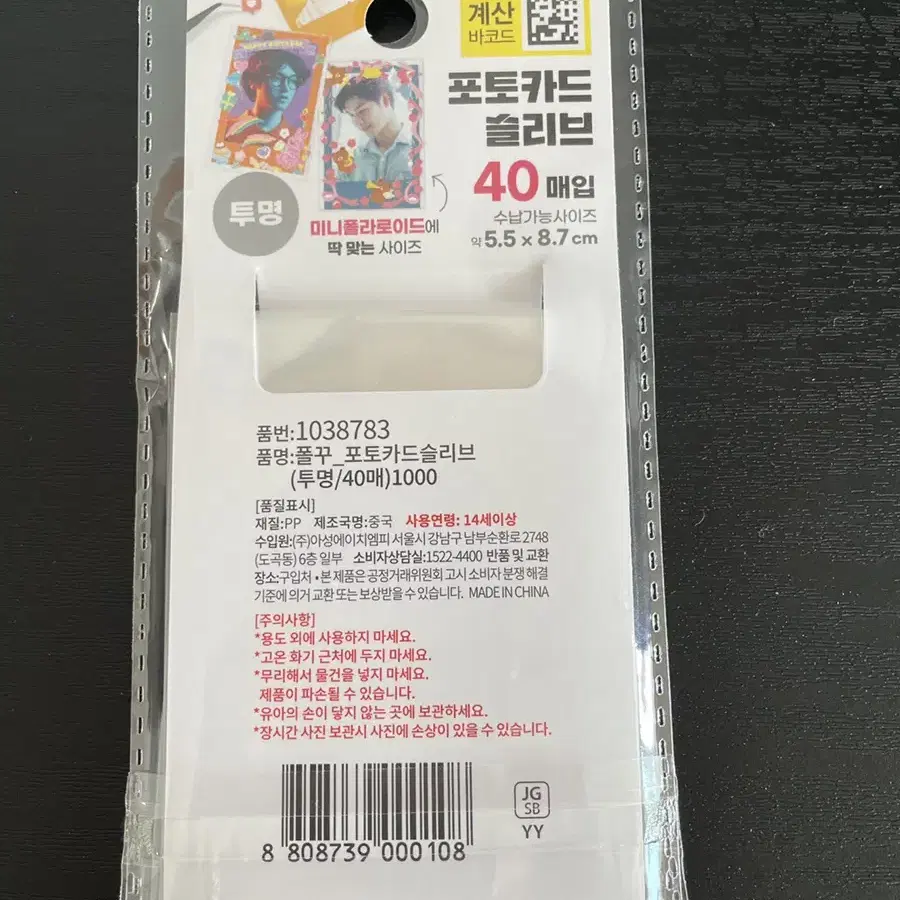 계산
바코드
포토카드
슬리브
40 매입
수납가능사이즈
약 5.5 x 8.7 cm
투명
미니폴라로이드에
딱 맞는 사이즈
품번:1038783
품명:폴꾸_포토카드슬리브
(투명/40매)1000
[품질표시]
재질:PP 제조국명:중국 사용연령: 14세이상
수입원:(주)아성에이치엠피 서울시 강남구 남부순환로 2748
(도곡동) 6층 일부 소비자상담실:1522-4400 반품 및 교환
장소:구입처 • 본 제품은 공정거래위원회 고시 소비자 분쟁 해결
기준에 의거 교환 또는 보상받을 수 있습니다. MADE IN CHINA
[주의사항]
*용도 외에 사용하지 마세요.
*고온 화기 근처에 두지 마세요.
*무리해서 물건을 넣지 마세요.
제품이 파손될 수 있습니다.
*유아의 손이 닿지 않는 곳에 보관하세요.
*장시간 사진 보관시 사진에 손상이 있을 수 있습니다.
JG
SB
YY
8 808739 000108